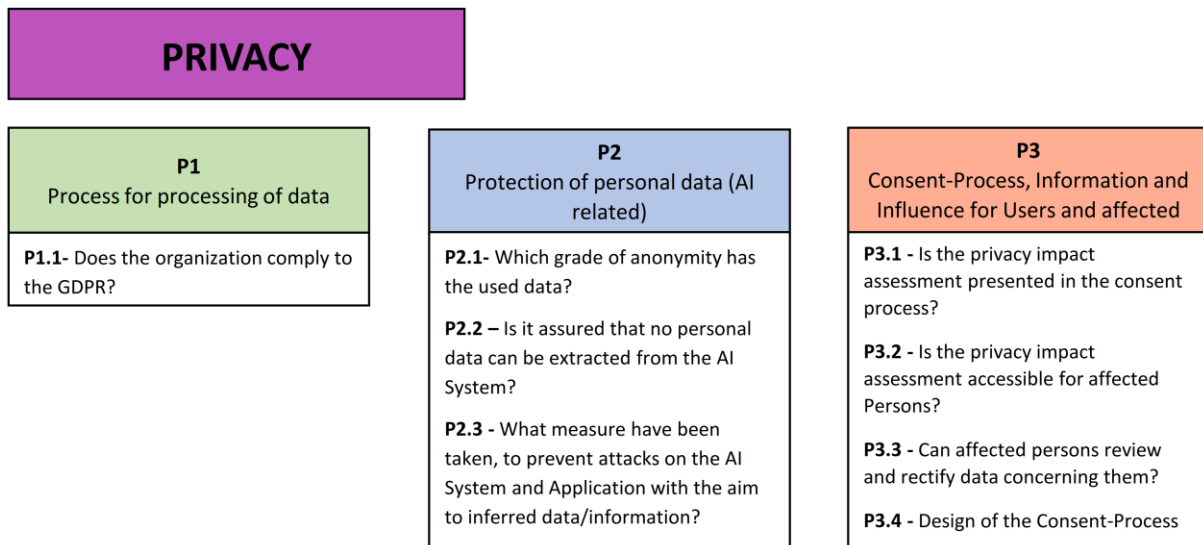 PRIVACY
P1
Process for processing of data
P1.1- Does the organization comply to
the GDPR?
P2
Protection of personal data (AI
related)
P2.1- Which grade of anonymity has
the used data?
P2.2 – Is it assured that no personal
data can be extracted from the AI
System?
P2.3 - What measure have been
taken, to prevent attacks on the AI
System and Application with the aim
to inferred data/information?
P3
Consent-Process, Information and
Influence for Users and affected
P3.1 - Is the privacy impact
assessment presented in the consent
process?
P3.2 - Is the privacy impact
assessment accessible for affected
Persons?
P3.3 - Can affected persons review
and rectify data concerning them?
P3.4 - Design of the Consent-Process